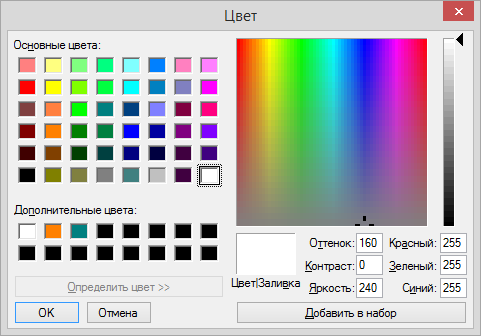 Цвет
Основные цвета:
Дополнительные цвета:
Определить цвет >>
ОК
Отмена
Цвет|Заливка
Оттенок: 160
Контраст: 0
Яркость: 240
Красный: 255
Зеленый: 255
Синий: 255
Добавить в набор